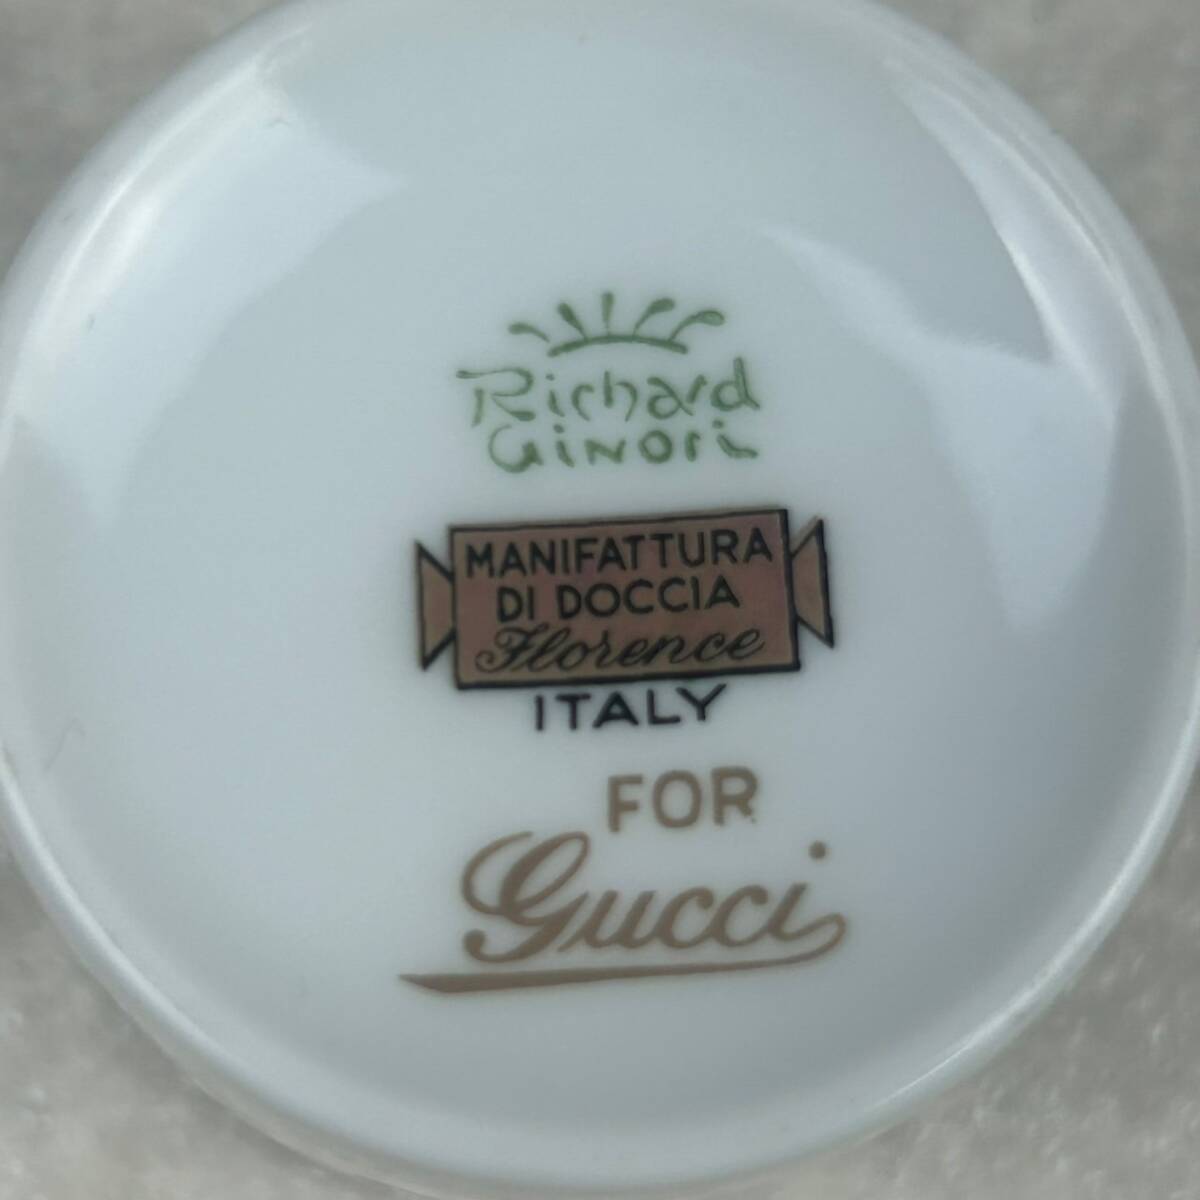 Richard
GiNori
MANIFATTURA
DI DOCCIA
Florence
ITALY
FOR
Gucci